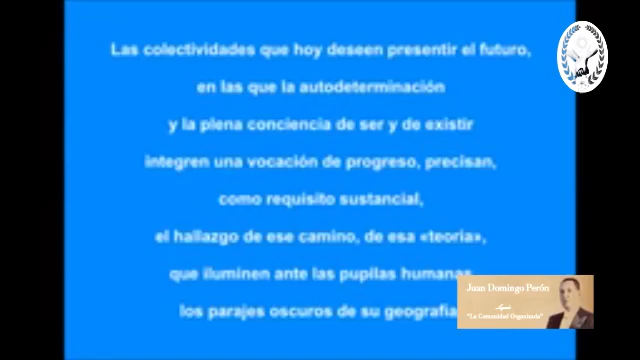 Las colectividades que hoy deseen presentir el futuro,
en las que la autodeterminación
y la plena conciencia de ser y de existir
integren una vocación de progreso, precisan,
como requisito sustancial,
el hallazgo de ese camino, de esa «teoria»,
que iluminen ante las pupilas humanas
los parajes oscuros de su geografia
Juan Domingo Perón
"La Comunidad Organizada"